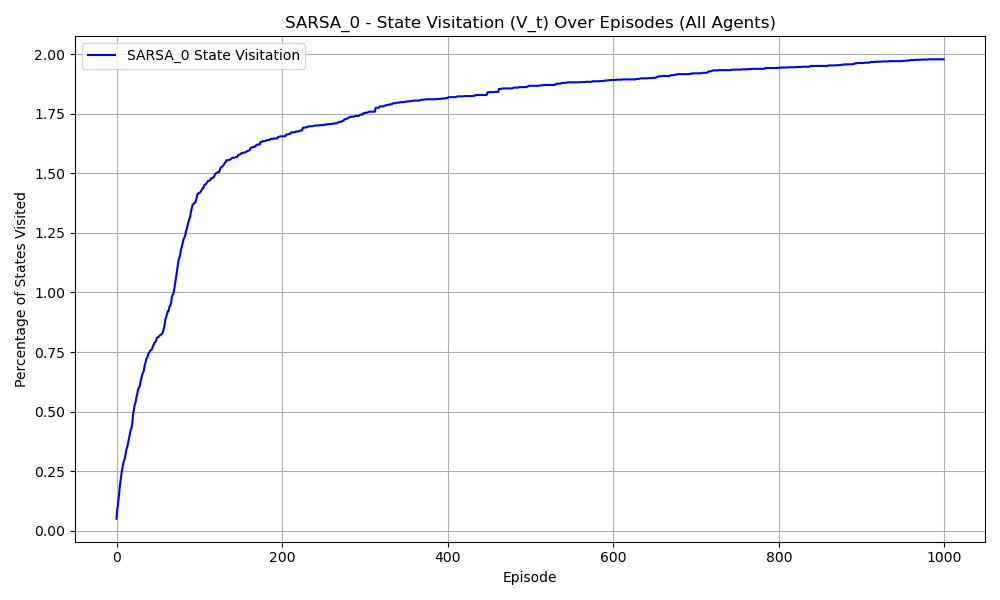 SARSA_0 - State Visitation (V_t) Over Episodes (All Agents)
SARSA_0 State Visitation
Percentage of States Visited
2.00
1.75
1.50
1.25
1.00
0.75
0.50
0.25
0.00
0 200 400 600 800 1000
Episode